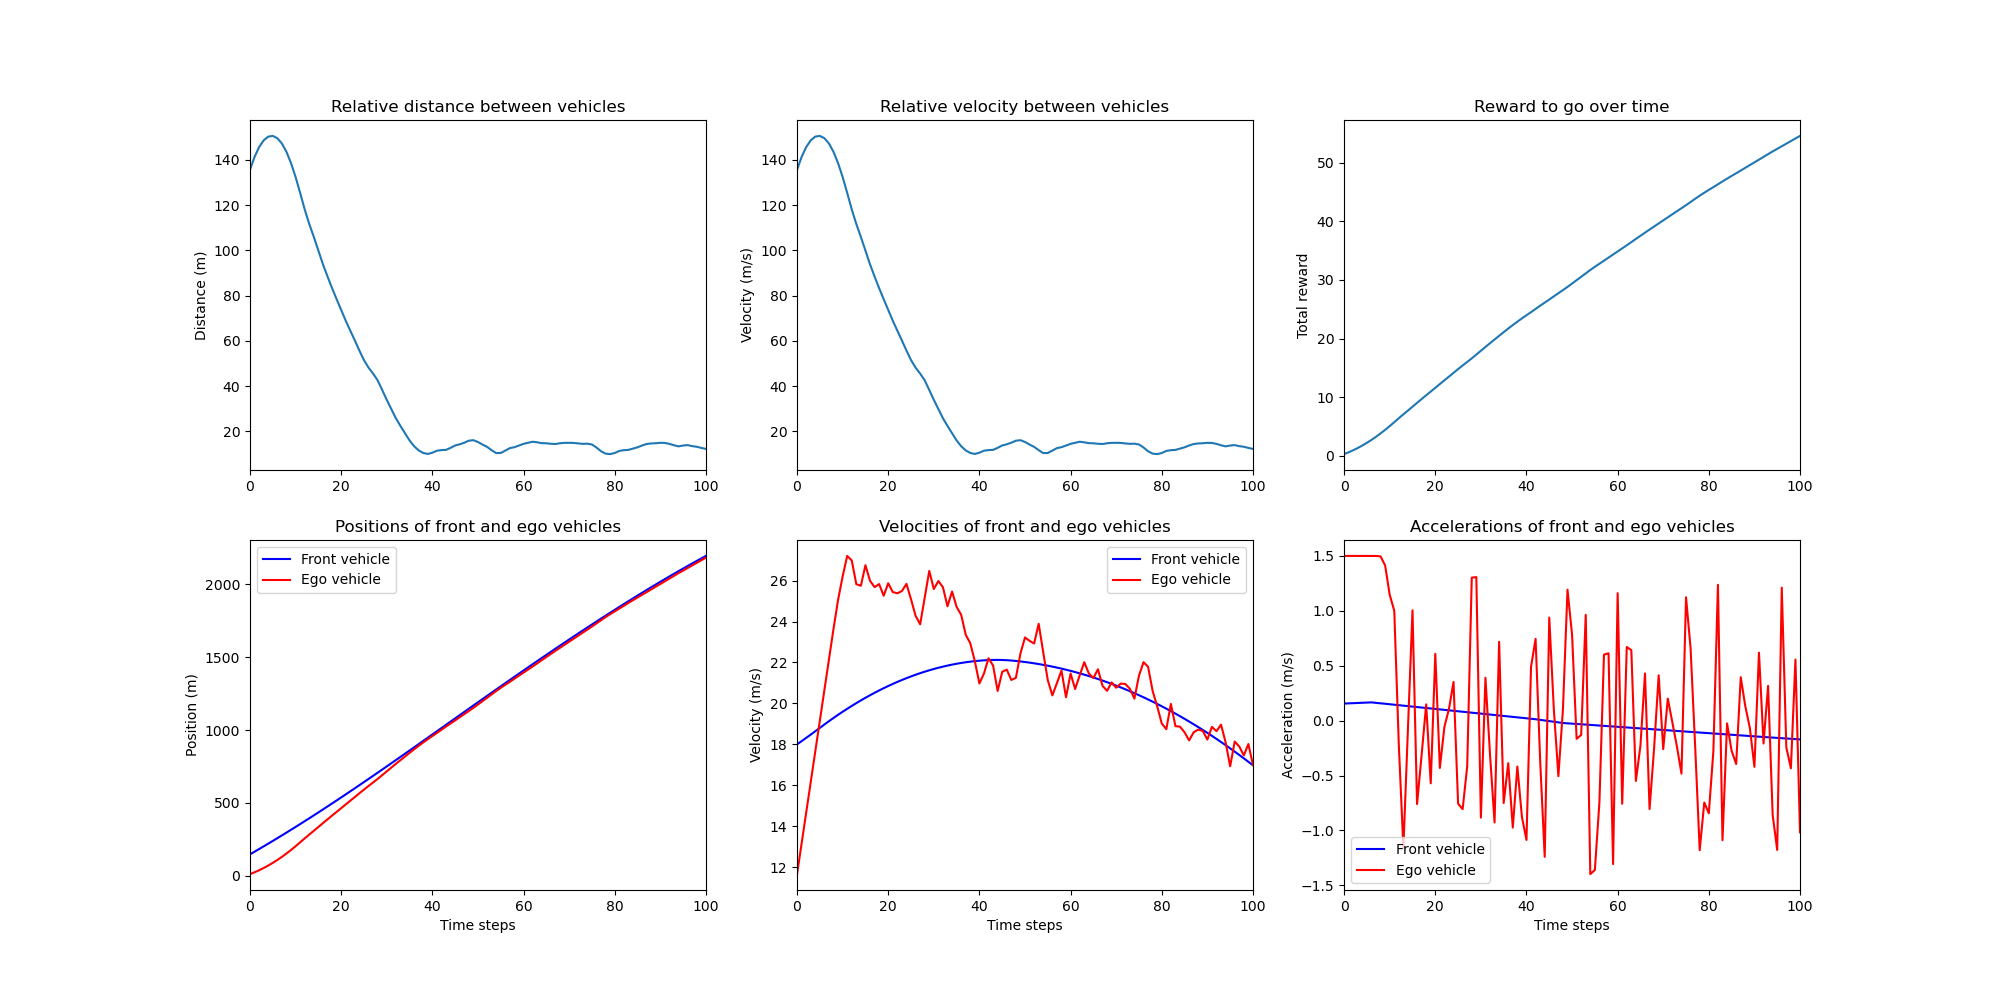 Relative distance between vehicles
Distance (m)
140
120
100
80
60
40
20
0 20 40 60 80 100
Relative velocity between vehicles
Velocity (m/s)
140
120
100
80
60
40
20
0 20 40 60 80 100
Reward to go over time
Total reward
50
40
30
20
10
0
0 20 40 60 80 100
Positions of front and ego vehicles
Front vehicle
Ego vehicle
Position (m)
2000
1500
1000
500
0
0 20 40 60 80 100
Time steps
Velocities of front and ego vehicles
Front vehicle
Ego vehicle
Velocity (m/s)
26
24
22
20
18
16
14
12
0 20 40 60 80 100
Time steps
Accelerations of front and ego vehicles
Acceleration (m/s)
1.5
1.0
0.5
0.0
−0.5
−1.0
−1.5
Front vehicle
Ego vehicle
0 20 40 60 80 100
Time steps